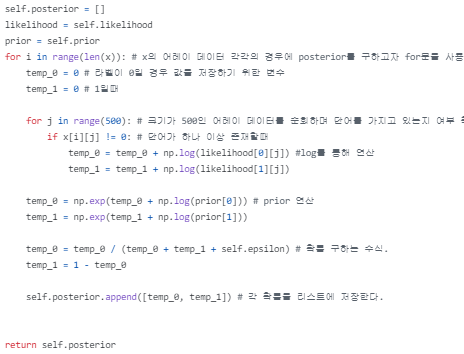 self.posterior = []
likelihood = self.likelihood
prior = self.prior
for i in range(len(x)): # x의 어레이 데이터 각각의 경우에 posterior를 구하고자 for문을 사용
temp_0 = 0 # 라벨이 0일 경우 값을 저장하기 위한 변수
temp_1 = 0 # 1일때
for j in range(500): # 크기가 500인 어레이 데이터를 순회하며 단어를 가지고 있는지 여부
if x[i][j] != 0: # 단어가 하나 이상 존재할때
temp_0 = temp_0 + np.log(likelihood[0][j]) #log를 통해 연산
temp_1 = temp_1 + np.log(likelihood[1][j])
temp_0 = np.exp(temp_0 + np.log(prior[0])) # prior 연산
temp_1 = np.exp(temp_1 + np.log(prior[1]))
temp_0 = temp_0 / (temp_0 + temp_1 + self.epsilon) # 확률 구하는 수식.
temp_1 = 1 - temp_0
self.posterior.append([temp_0, temp_1]) # 각 확률을 리스트에 저장한다.
return self.posterior